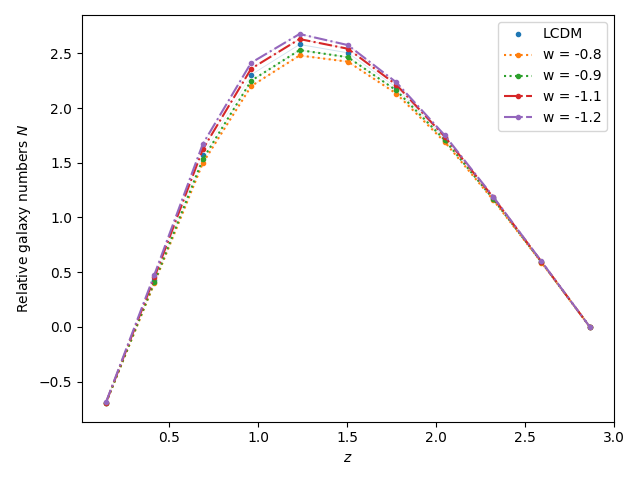 2.5
2.0
1.5
1.0
0.5
0.0
−0.5
Relative galaxy numbers N
0.5 1.0 1.5 2.0 2.5 3.0
z
LCDM
w = -0.8
w = -0.9
w = -1.1
w = -1.2